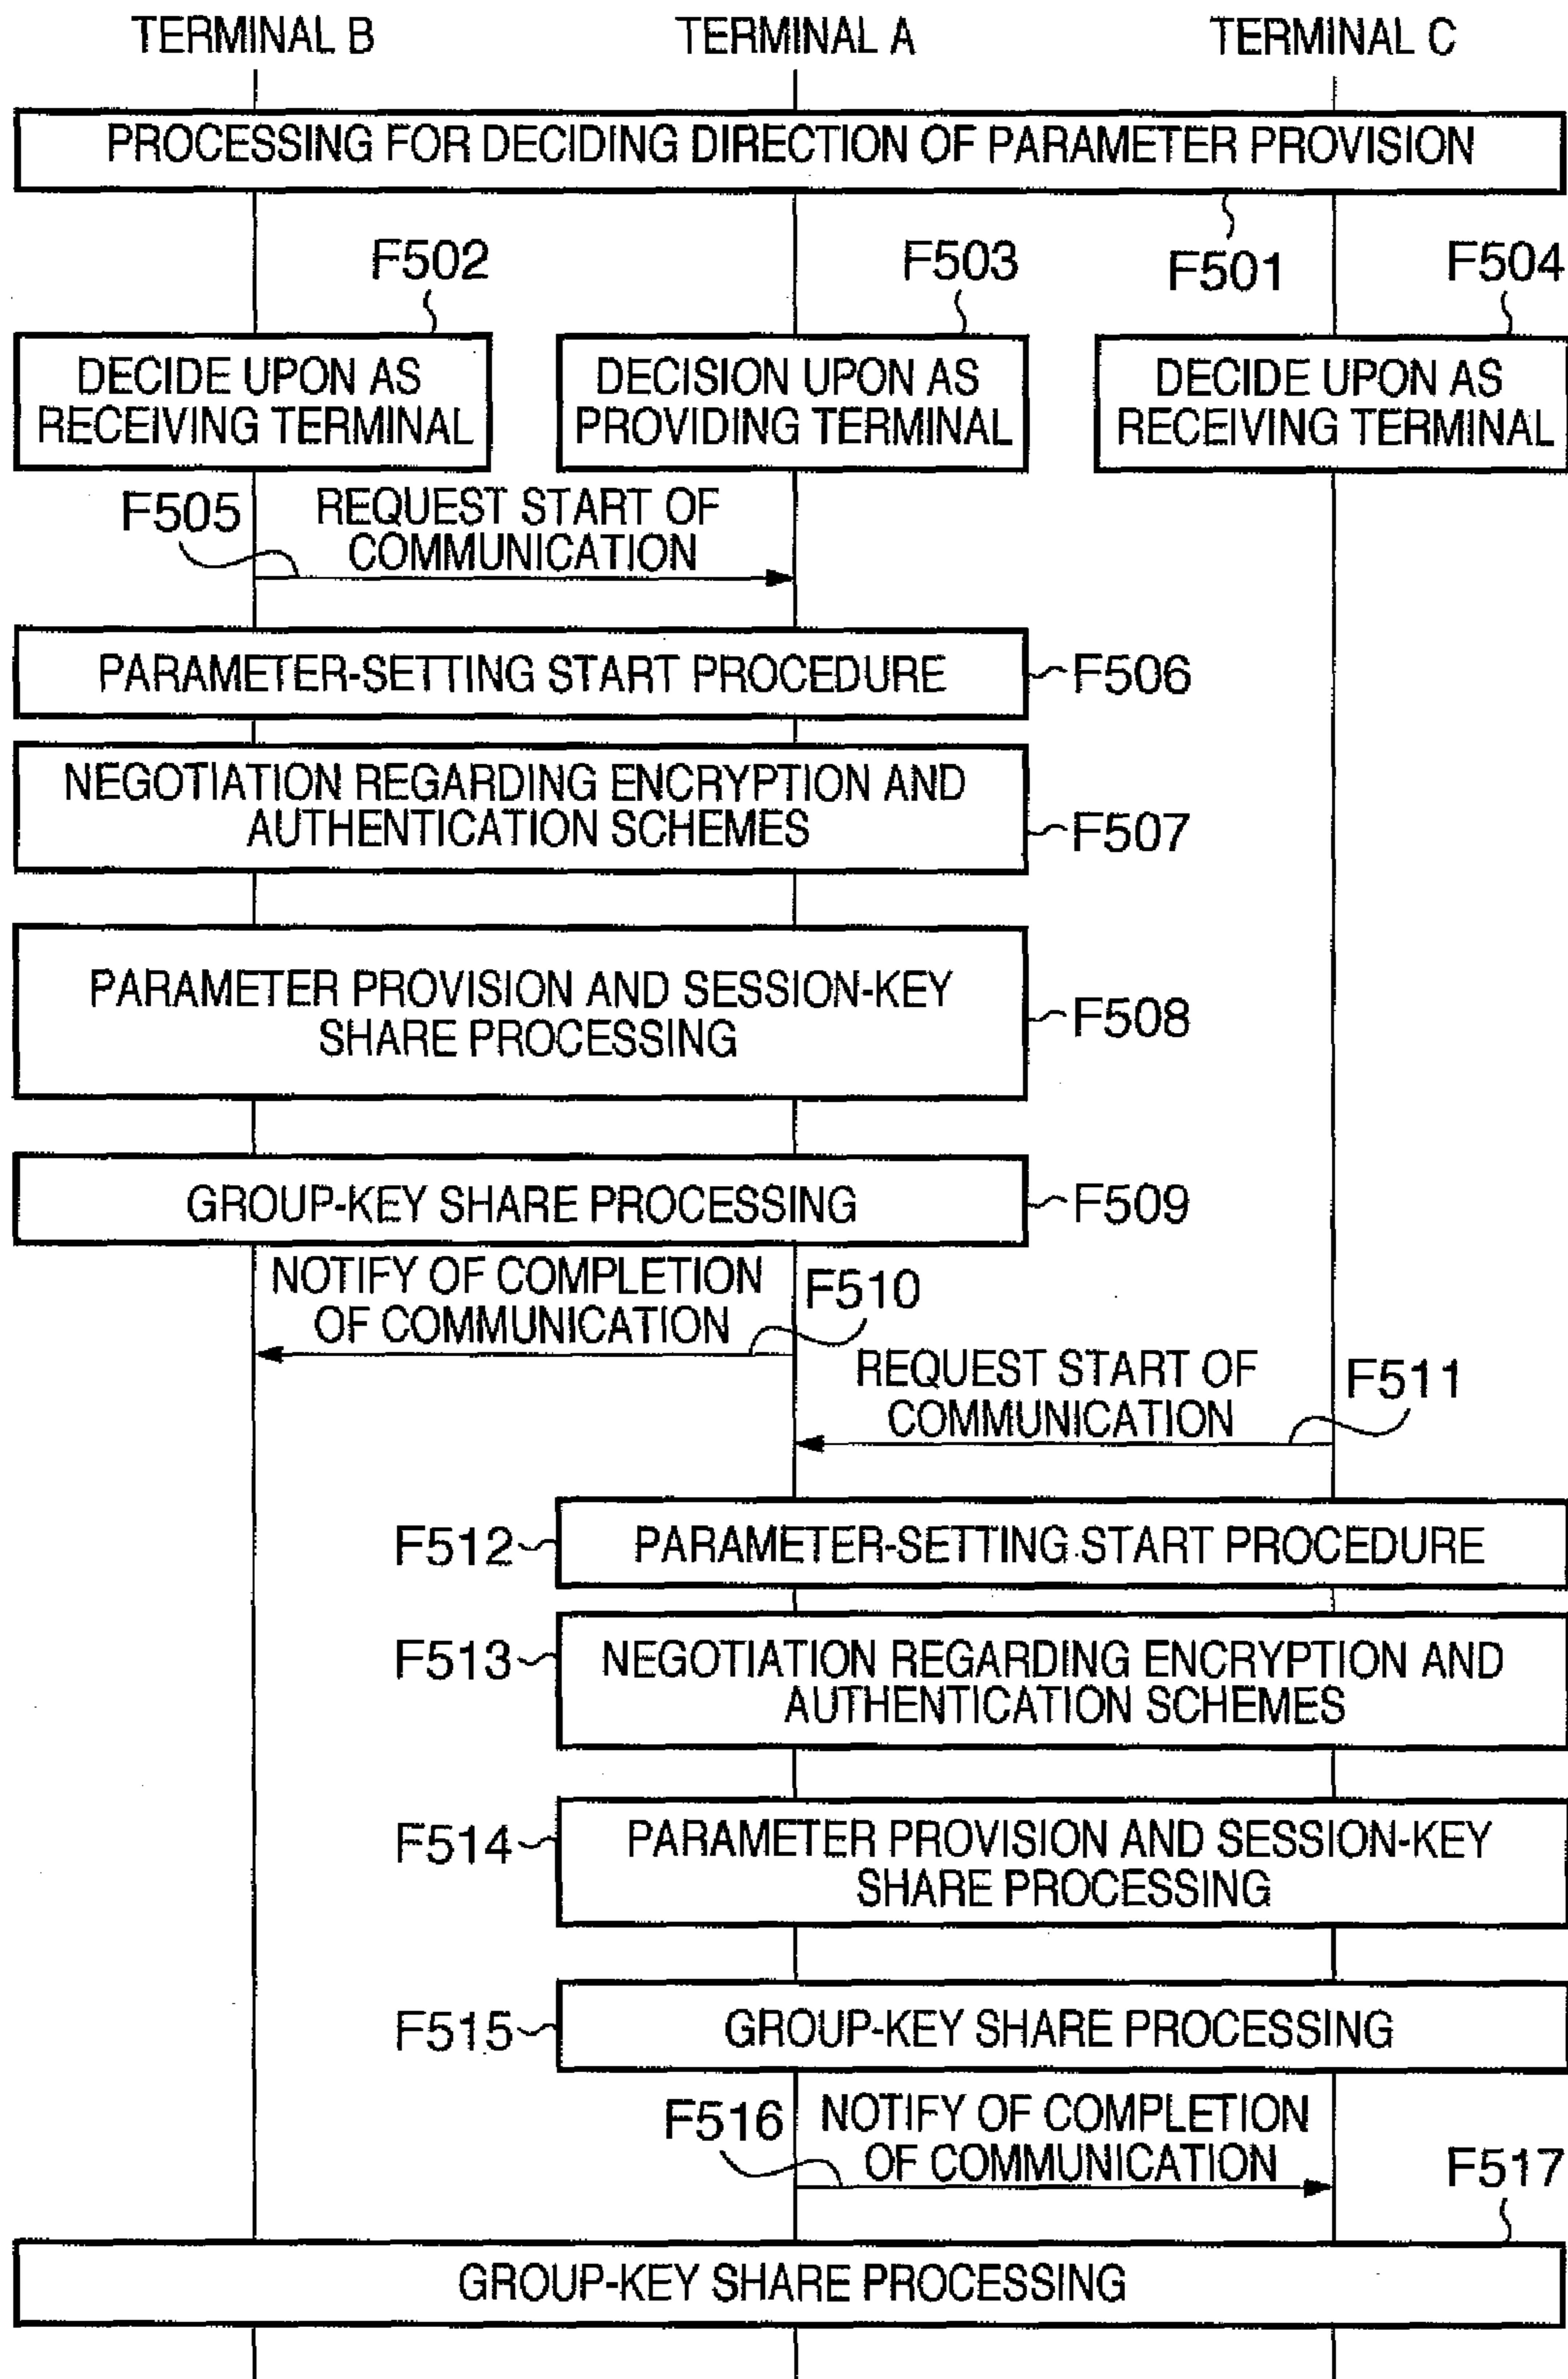 TERMINAL B
TERMINAL A
TERMINAL C
PROCESSING FOR DECIDING DIRECTION OF PARAMETER PROVISION
F501
F502
F503
F504
DECIDE UPON AS
RECEIVING TERMINAL
DECISION UPON AS
PROVIDING TERMINAL
DECIDE UPON AS
RECEIVING TERMINAL
F505
REQUEST START OF
COMMUNICATION
PARAMETER-SETTING START PROCEDURE
F506
NEGOTIATION REGARDING ENCRYPTION AND
AUTHENTICATION SCHEMES
F507
PARAMETER PROVISION AND SESSION-KEY
SHARE PROCESSING
F508
GROUP-KEY SHARE PROCESSING
F509
NOTIFY OF COMPLETION
OF COMMUNICATION
F510
REQUEST START OF
COMMUNICATION
F511
F512
PARAMETER-SETTING START PROCEDURE
F513
NEGOTIATION REGARDING ENCRYPTION AND
AUTHENTICATION SCHEMES
F514
PARAMETER PROVISION AND SESSION-KEY
SHARE PROCESSING
F515
GROUP-KEY SHARE PROCESSING
F516
NOTIFY OF COMPLETION
OF COMMUNICATION
F517
GROUP-KEY SHARE PROCESSING